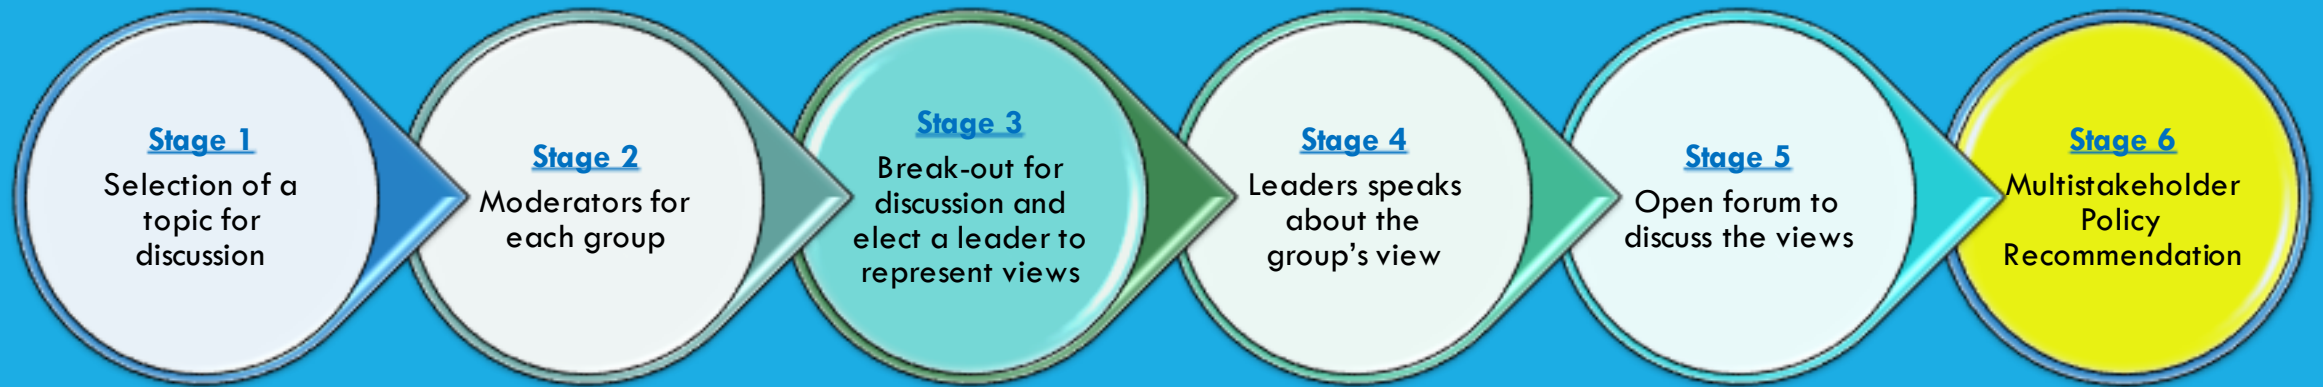 Stage 1
Selection of a
topic for
discussion
Stage 2
Moderators for
each group
Stage 3
Break-out for
discussion and
elect a leader to
represent views
Stage 4
Leaders speaks
about the
group’s view
Stage 5
Open forum to
discuss the views
Stage 6
Multistakeholder
Policy
Recommendation